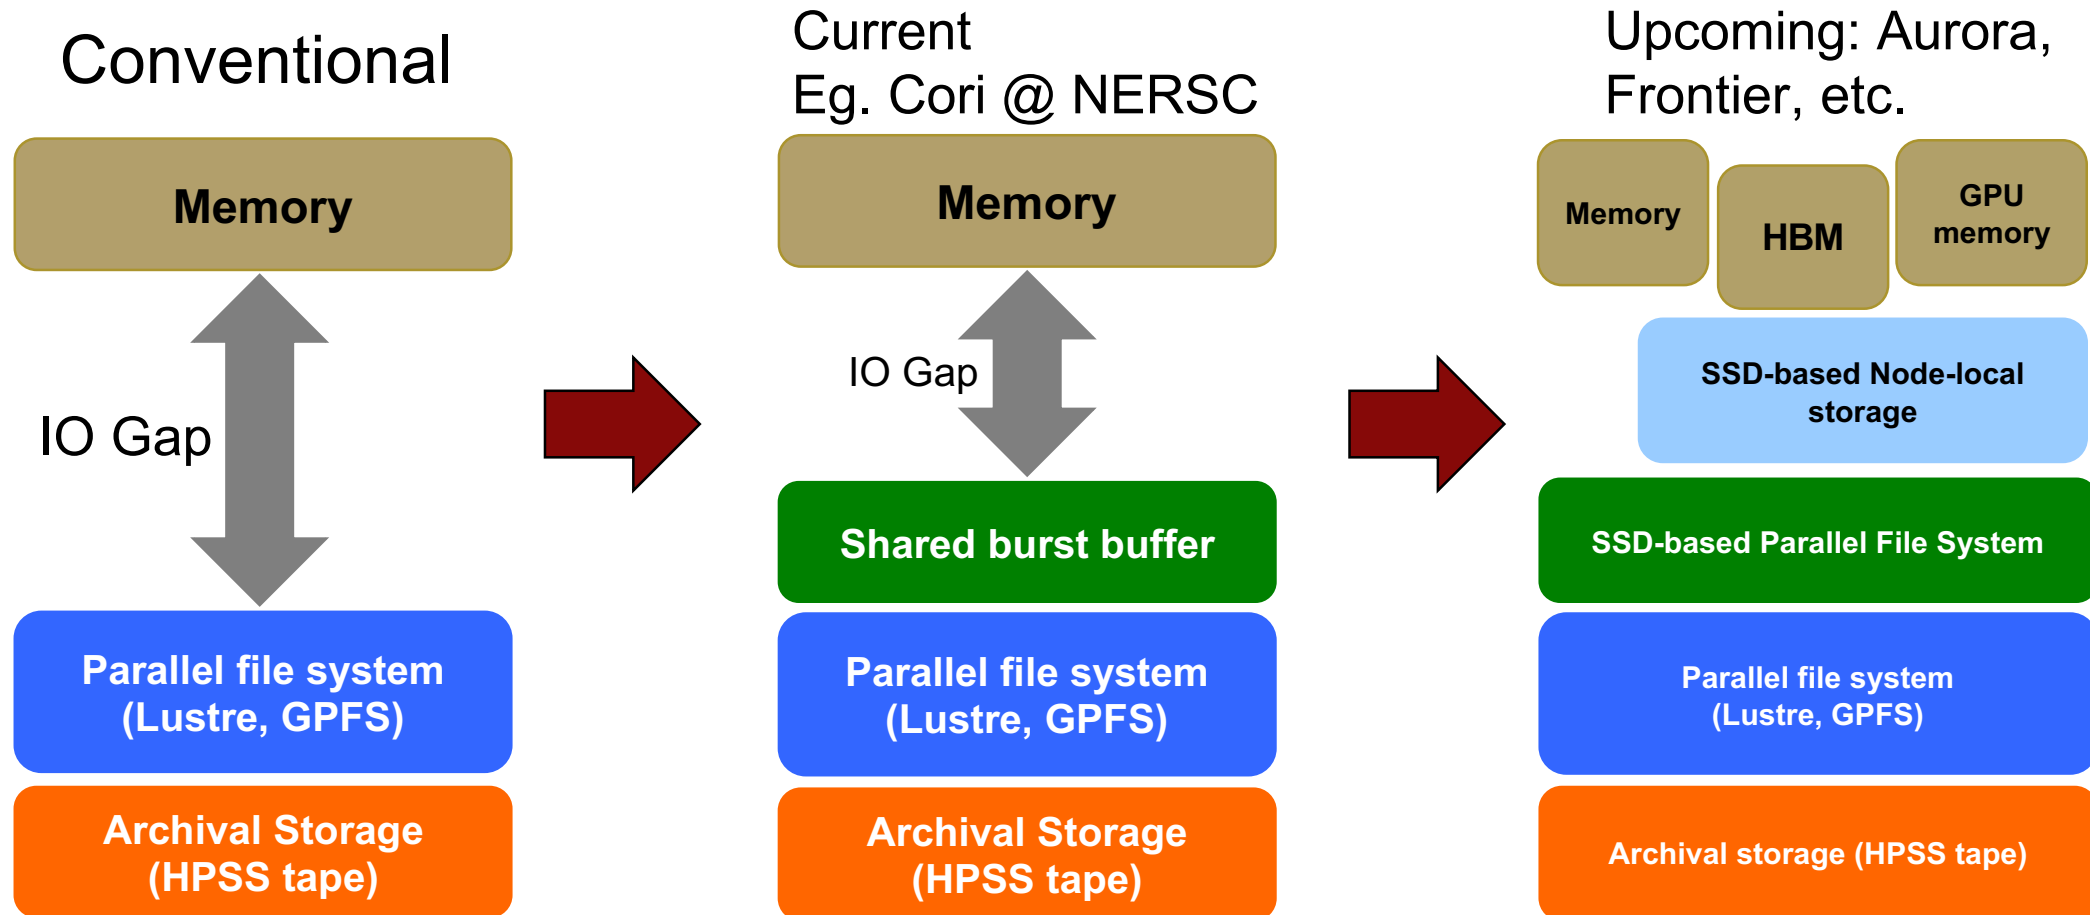 Conventional
Memory
IO Gap
Parallel file system
(Lustre, GPFS)
Archival Storage
(HPSS tape)
Current
Eg. Cori @ NERSC
Memory
IO Gap
Shared burst buffer
Parallel file system
(Lustre, GPFS)
Archival Storage
(HPSS tape)
Upcoming: Aurora,
Frontier, etc.
Memory
HBM
GPU
memory
SSD-based Node-local
storage
SSD-based Parallel File System
Parallel file system
(Lustre, GPFS)
Archival storage (HPSS tape)